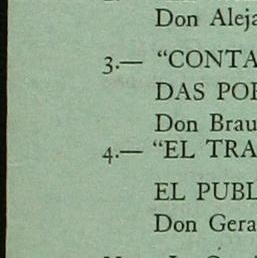 Don Aleja
3.— “CONTA
DAS POR
Don Brau
4.— “EL TRA
EL PUBL
Don Gera